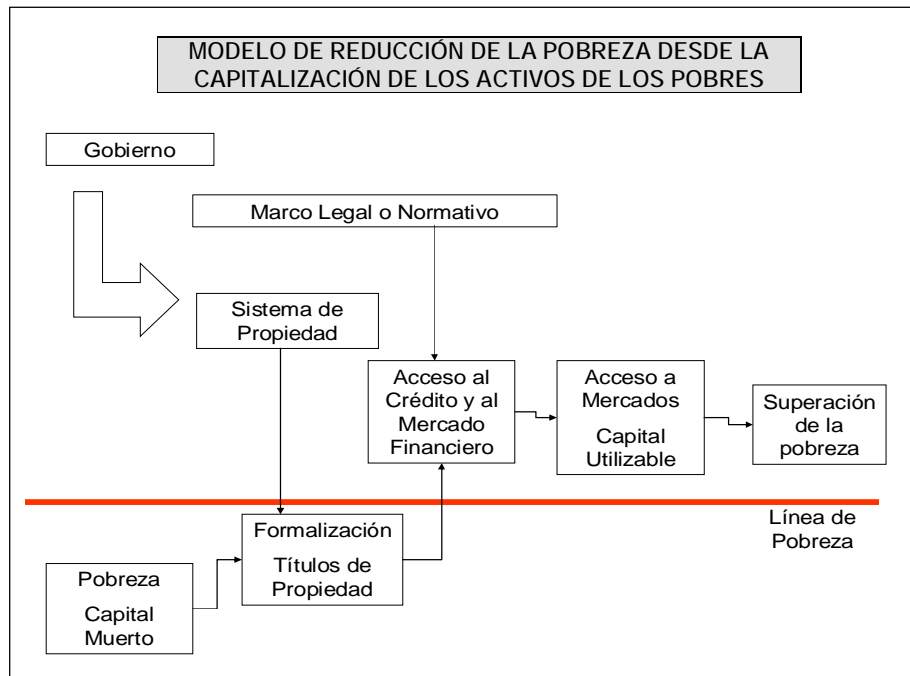 MODELO DE REDUCCIÓN DE LA POBREZA DESDE LA
CAPITALIZACIÓN DE LOS ACTIVOS DE LOS POBRES
Gobierno
Marco Legal o Normativo
Sistema de
Propiedad
Acceso al
Crédito y al
Mercado
Financiero
Acceso a
Mercados
Capital
Utilizable
Superación
de la
pobreza
Línea de
Pobreza
Formalización
Títulos de
Propiedad
Pobreza
Capital
Muerto